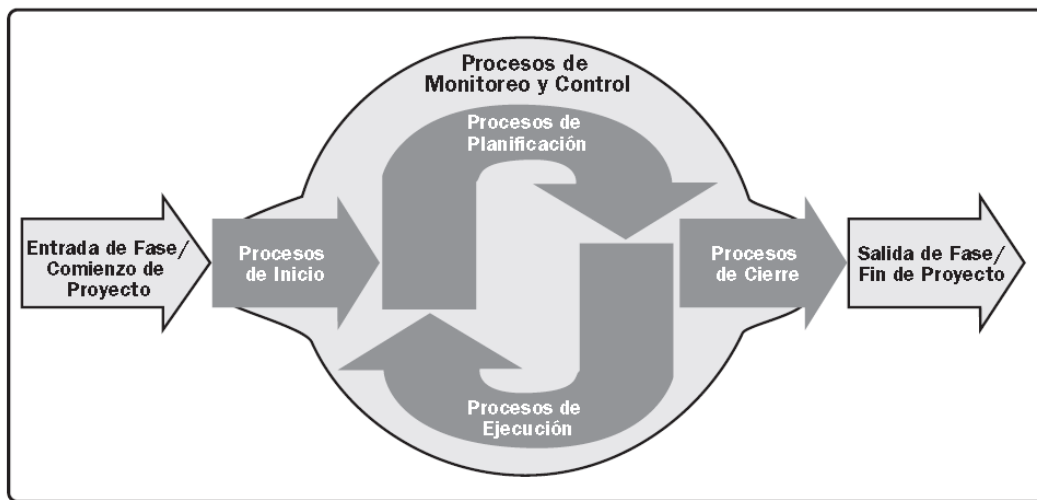 Procesos de
Monitoreo y Control
Procesos de
Planificación
Entrada de Fase/
Comienzo de
Proyecto
Procesos
de Inicio
Procesos
de Cierre
Salida de Fase/
Fin de Proyecto
Procesos de
Ejecución